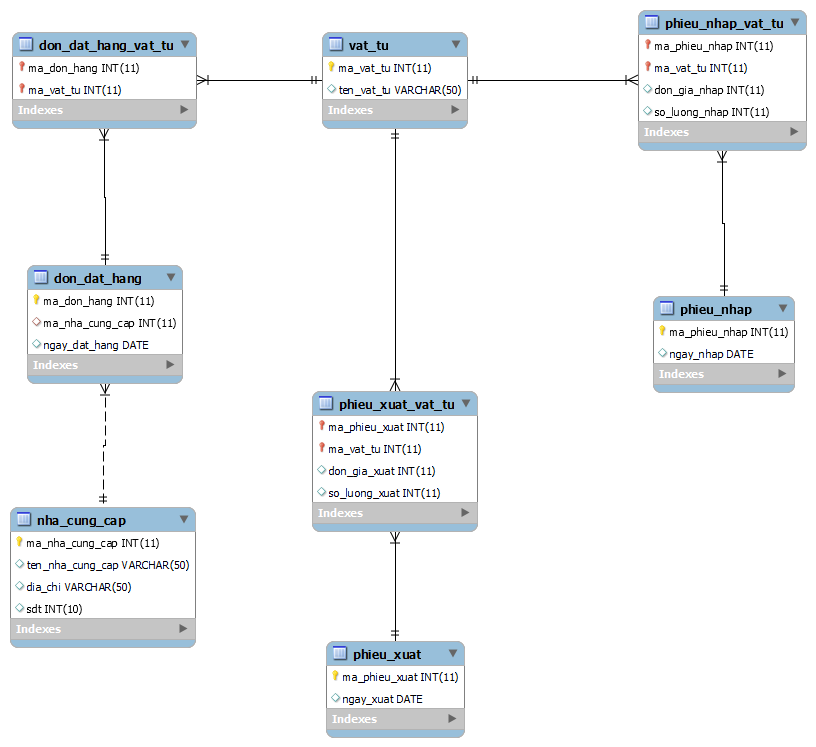 don_dat_hang_vat_tu
ma_don_hang INT(11)
ma_vat_tu INT(11)
Indexes
vat_tu
ma_vat_tu INT(11)
ten_vat_tu VARCHAR(50)
Indexes
phieu_nhap_vat_tu
ma_phieu_nhap INT(11)
ma_vat_tu INT(11)
don_gia_nhap INT(11)
so_luong_nhap INT(11)
Indexes
don_dat_hang
ma_don_hang INT(11)
ma_nha_cung_cap INT(11)
ngay_dat_hang DATE
Indexes
phieu_nhap
ma_phieu_nhap INT(11)
ngay_nhap DATE
Indexes
phieu_xuat_vat_tu
ma_phieu_xuat INT(11)
ma_vat_tu INT(11)
don_gia_xuat INT(11)
so_luong_xuat INT(11)
Indexes
nha_cung_cap
ma_nha_cung_cap INT(11)
ten_nha_cung_cap VARCHAR(50)
dia_chi VARCHAR(50)
sdt INT(10)
Indexes
phieu_xuat
ma_phieu_xuat INT(11)
ngay_xuat DATE
Indexes